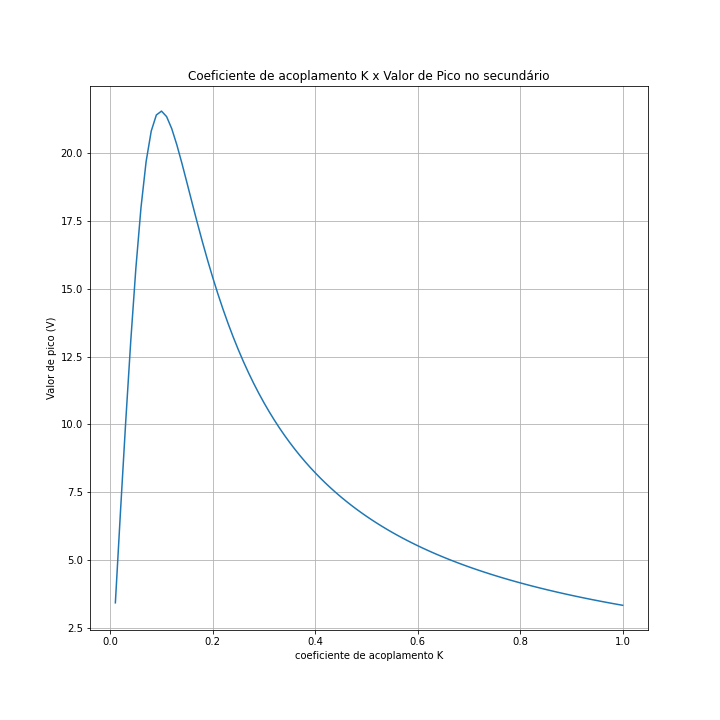 Coeficiente de acoplamento K x Valor de Pico no secundário
Valor de pico (V)
20.0
17.5
15.0
12.5
10.0
7.5
5.0
2.5
0.0 0.2 0.4 0.6 0.8 1.0
coeficiente de acoplamento K